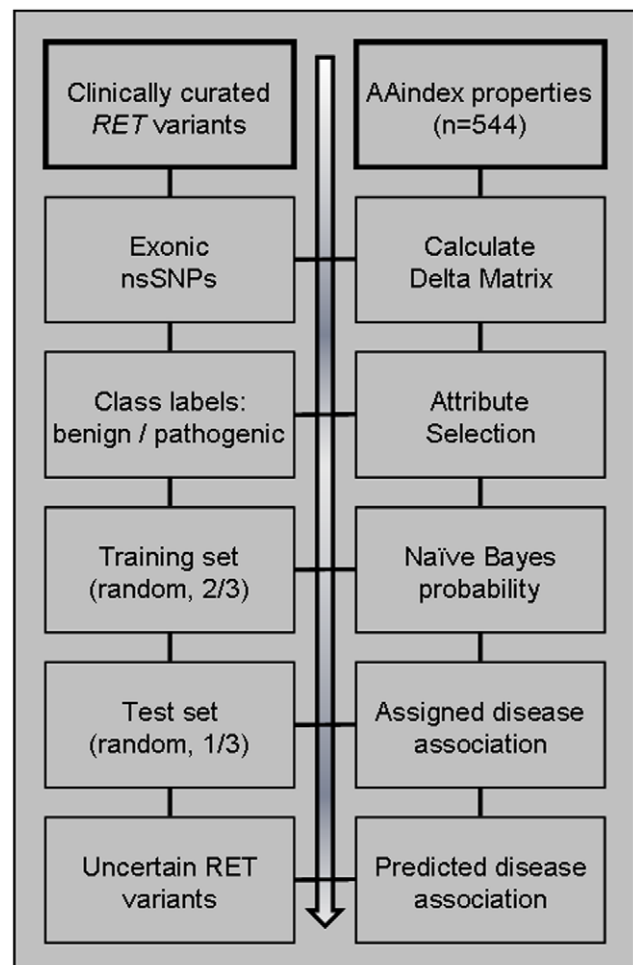 Clinically curated
RET variants
AAindex properties
(n=544)
Exonic
nsSNPs
Calculate
Delta Matrix
Class labels:
benign / pathogenic
Attribute
Selection
Training set
(random, 2/3)
Naïve Bayes
probability
Test set
(random, 1/3)
Assigned disease
association
Uncertain RET
variants
Predicted disease
association